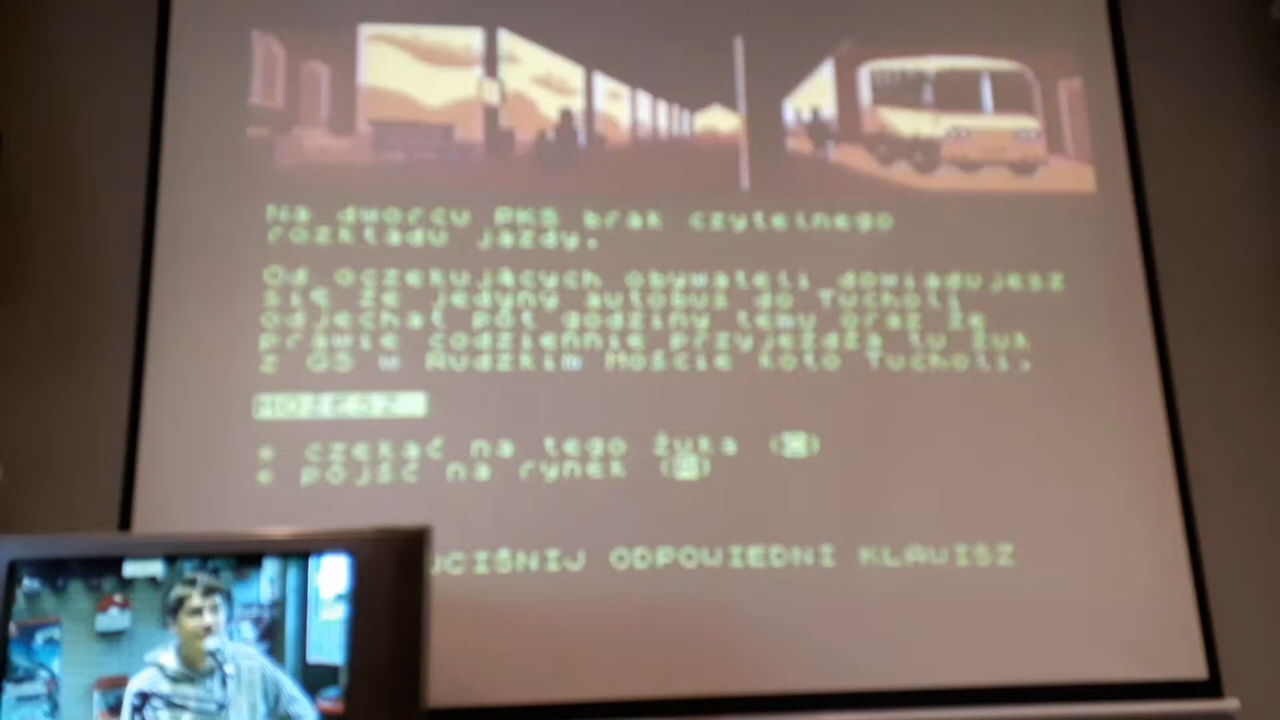 Na dworcu PKS brak czytelnego
rozkładu jazdy.
Od oczekujących obywateli dowiadujesz
się że jedyny autobus do Tucholi
odjechał pół godziny temu oraz że
prawie codziennie przyjeżdża tu żuk
z GS w Rudzkim Moście koło Tucholi.
MOŻESZ
czekać na tego żuka
pójść na rynek
UCIŚNIJ ODPOWIEDNI KLAWISZ